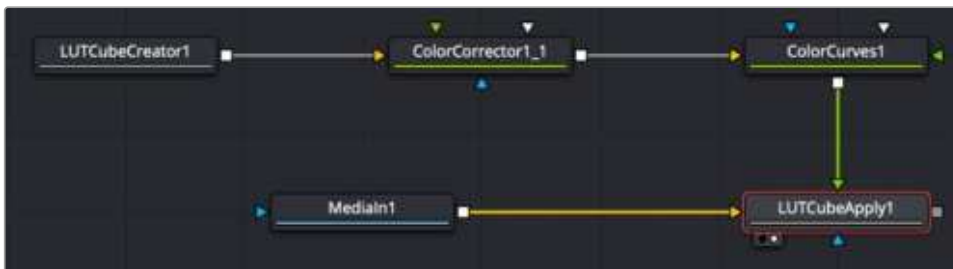 LUTCubeCreator1
ColorCorrector1_1
ColorCurves1
MediaIn1
LUTCubeApply1